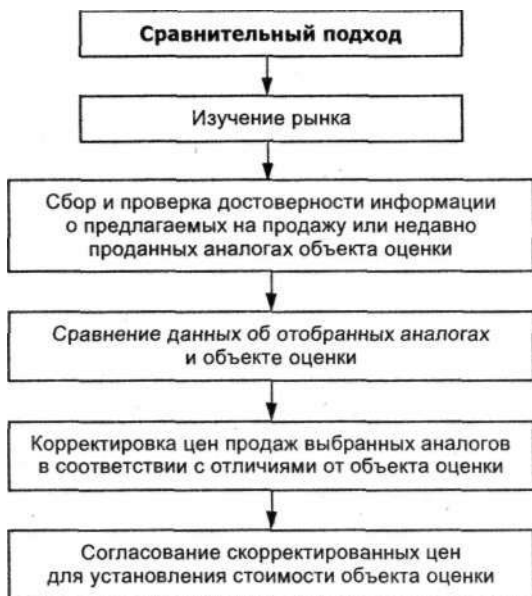 Сравнительный подход
Изучение рынка
Сбор и проверка достоверности информации
о предлагаемых на продажу или недавно
проданных аналогах объекта оценки
Сравнение данных об отобранных аналогах
и объекте оценки
Корректировка цен продаж выбранных аналогов
в соответствии с отличиями от объекта оценки
Согласование скорректированных цен
для установления стоимости объекта оценки